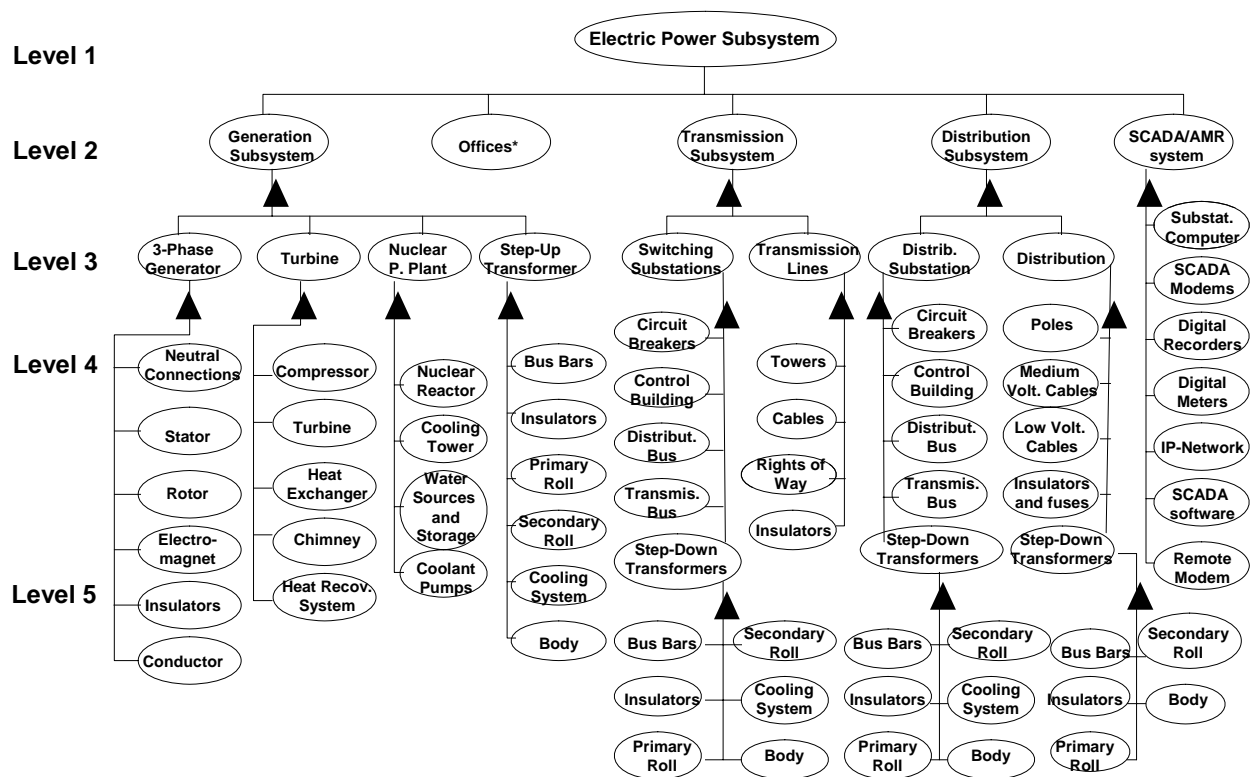 Level 1
Electric Power Subsystem
Level 2
Generation
Subsystem
Offices*
Transmission
Subsystem
Distribution
Subsystem
SCADA/AMR
system
Level 3
3-Phase
Generator
Turbine
Nuclear
P. Plant
Step-Up
Transformer
Switching
Substations
Transmission
Lines
Distrib.
Substation
Distribution
Substat.
Computer
SCADA
Modems
Digital
Recorders
Digital
Meters
IP-Network
SCADA
software
Remote
Modem
Level 4
Neutral
Connections
Stator
Rotor
Electro-
magnet
Insulators
Conductor
Compressor
Turbine
Heat
Exchanger
Chimney
Heat Recov.
System
Nuclear
Reactor
Cooling
Tower
Water
Sources
and
Storage
Coolant
Pumps
Bus Bars
Insulators
Primary
Roll
Secondary
Roll
Cooling
System
Body
Circuit
Breakers
Control
Building
Distribut.
Bus
Transmis.
Bus
Step-Down
Transformers
Towers
Cables
Rights of
Way
Insulators
Circuit
Breakers
Control
Building
Distribut.
Bus
Transmis.
Bus
Step-Down
Transformers
Poles
Medium
Volt. Cables
Low Volt.
Cables
Insulators
and fuses
Step-Down
Transformers
Level 5
Bus Bars
Secondary
Roll
Insulators
Cooling
System
Primary
Roll
Body
Bus Bars
Secondary
Roll
Insulators
Cooling
System
Primary
Roll
Body
Bus Bars
Secondary
Roll
Insulators
Body
Primary
Roll